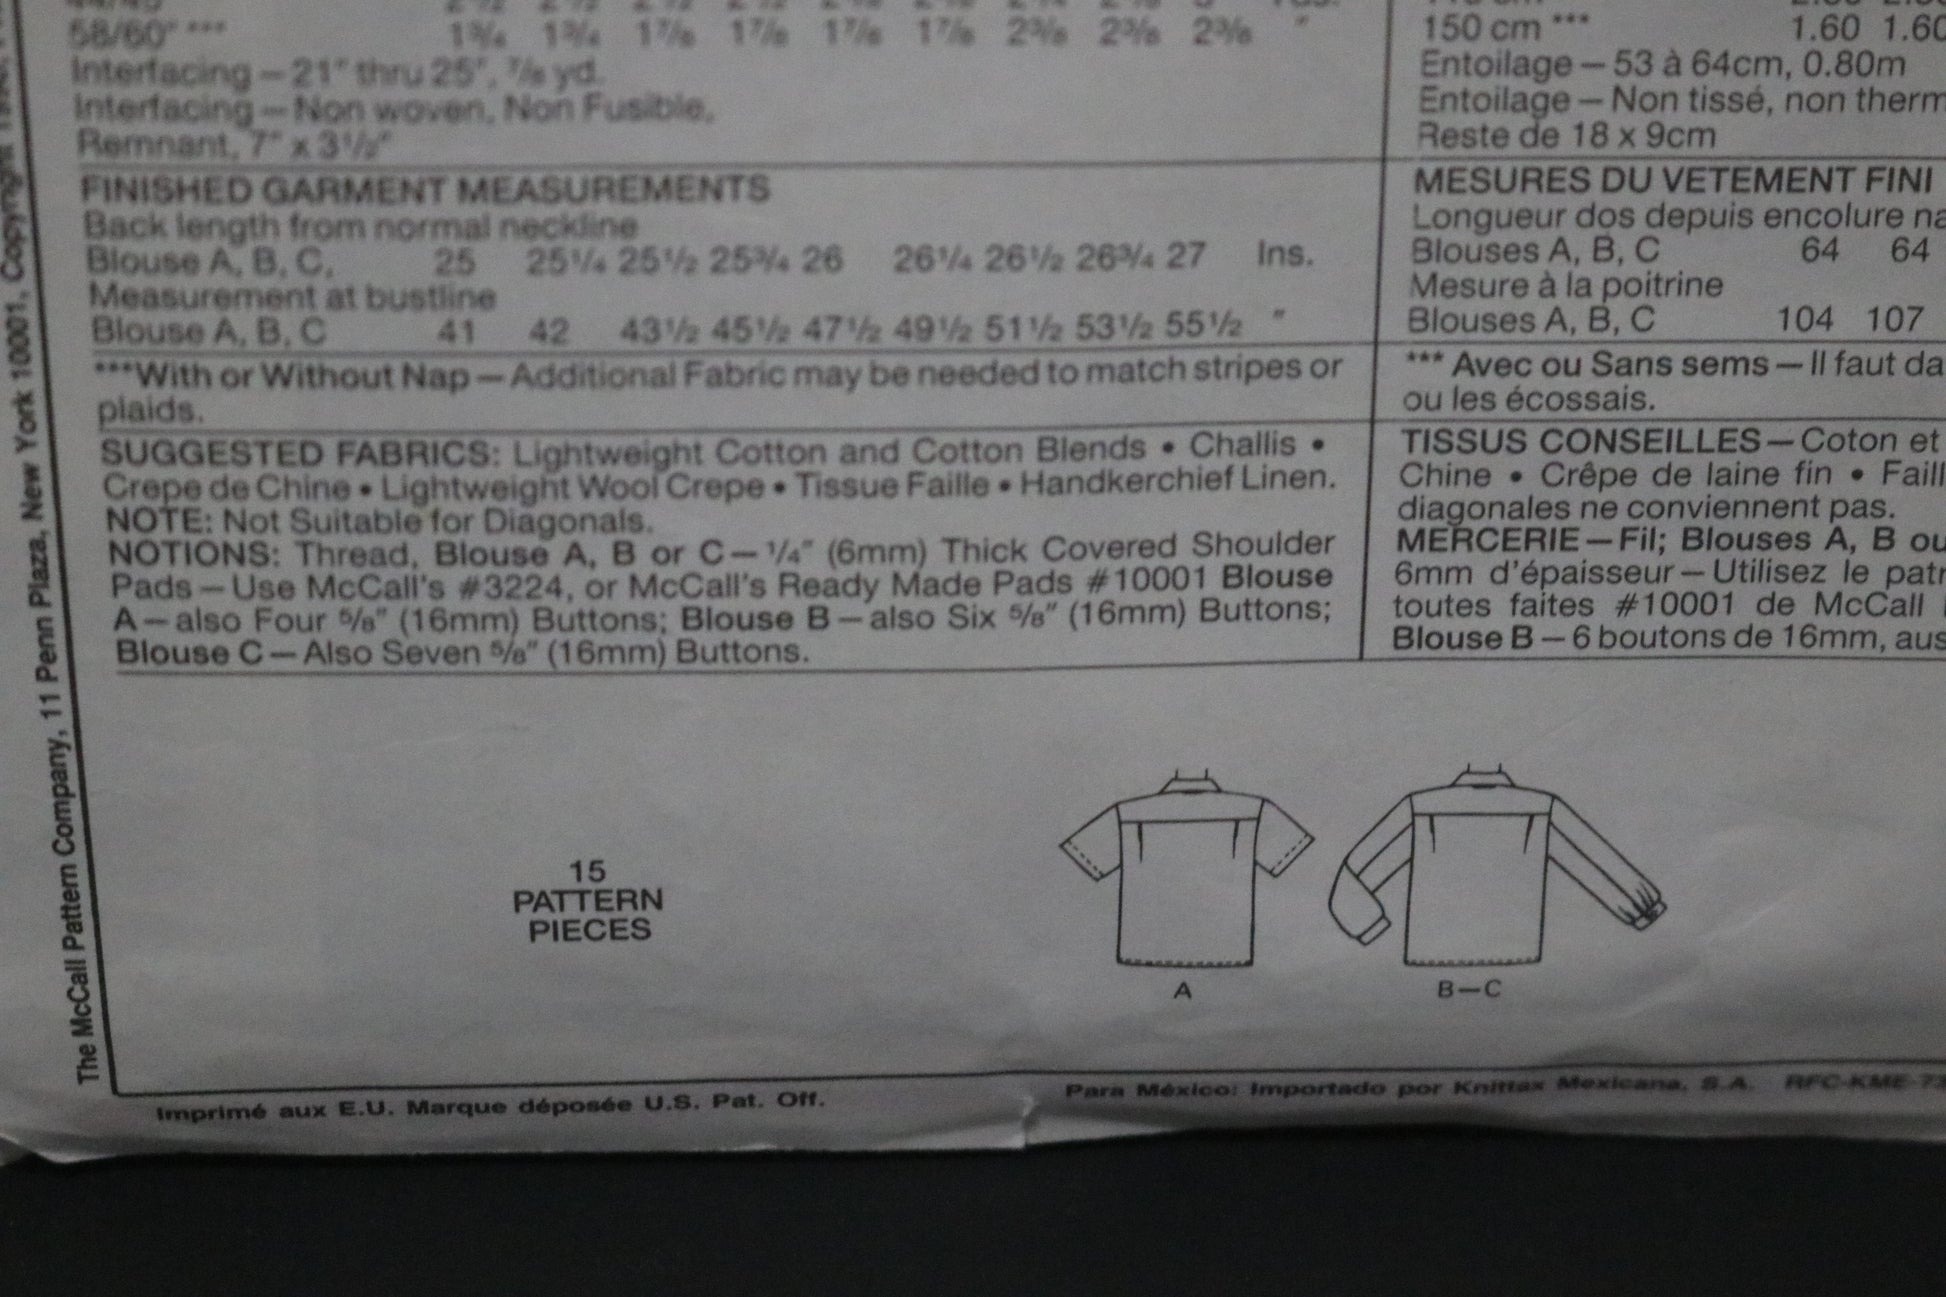 58/60" *** 1¾ 1¾ 1⅞ 1⅞ 1⅞ 1⅞ 2⅜ 2⅜ 2⅜ "
Interfacing — 21" thru 25", ⅞ yd.
Interfacing — Non woven, Non Fusible,
Remnant, 7" x 3½"
FINISHED GARMENT MEASUREMENTS
Back length from normal neckline
Blouse A, B, C, 25 25¼ 25½ 25¾ 26 26¼ 26½ 26¾ 27 Ins.
Measurement at bustline
Blouse A, B, C 41 42 43½ 45½ 47½ 49½ 51½ 53½ 55½ "
***With or Without Nap — Additional Fabric may be needed to match stripes or
plaids.
SUGGESTED FABRICS: Lightweight Cotton and Cotton Blends • Challis •
Crepe de Chine • Lightweight Wool Crepe • Tissue Faille • Handkerchief Linen.
NOTE: Not Suitable for Diagonals.
NOTIONS: Thread, Blouse A, B or C — ¼" (6mm) Thick Covered Shoulder
Pads — Use McCall's #3224, or McCall's Ready Made Pads #10001 Blouse
A — also Four ⅝" (16mm) Buttons; Blouse B — also Six ⅝" (16mm) Buttons;
Blouse C — Also Seven ⅝" (16mm) Buttons.
150 cm *** 1.60 1.60
Entoilage — 53 à 64cm, 0.80m
Entoilage — Non tissé, non therm
Reste de 18 x 9cm
MESURES DU VETEMENT FINI
Longueur dos depuis encolure na
Blouses A, B, C 64 64
Mesure à la poitrine
Blouses A, B, C 104 107
*** Avec ou Sans sems — Il faut da
ou les écossais.
TISSUS CONSEILLES — Coton et
Chine • Crêpe de laine fin • Faill
diagonales ne conviennent pas.
MERCERIE — Fil; Blouses A, B ou
6mm d'épaisseur — Utilisez le patr
toutes faites #10001 de McCall
Blouse B — 6 boutons de 16mm, aus
15
PATTERN
PIECES
A
B—C
The McCall Pattern Company, 11 Penn Plaza, New York 10001, Copyright
Imprimé aux E.U. Marque déposée U.S. Pat. Off.
Para México: Importado por Knittax Mexicana, S.A. RFC-KME-73